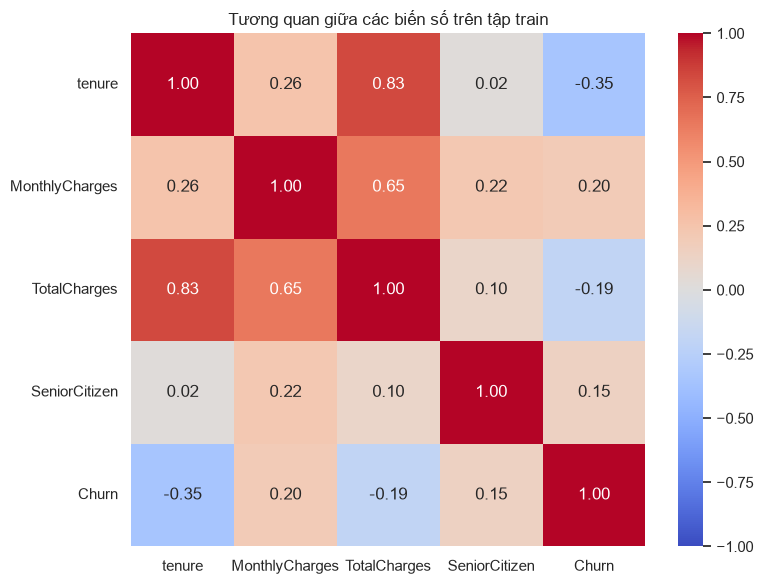 Tương quan giữa các biến số trên tập train
tenure 1.00 0.26 0.83 0.02 -0.35
MonthlyCharges 0.26 1.00 0.65 0.22 0.20
TotalCharges 0.83 0.65 1.00 0.10 -0.19
SeniorCitizen 0.02 0.22 0.10 1.00 0.15
Churn -0.35 0.20 -0.19 0.15 1.00
tenure MonthlyCharges TotalCharges SeniorCitizen Churn
1.00
0.75
0.50
0.25
0.00
−0.25
−0.50
−0.75
−1.00